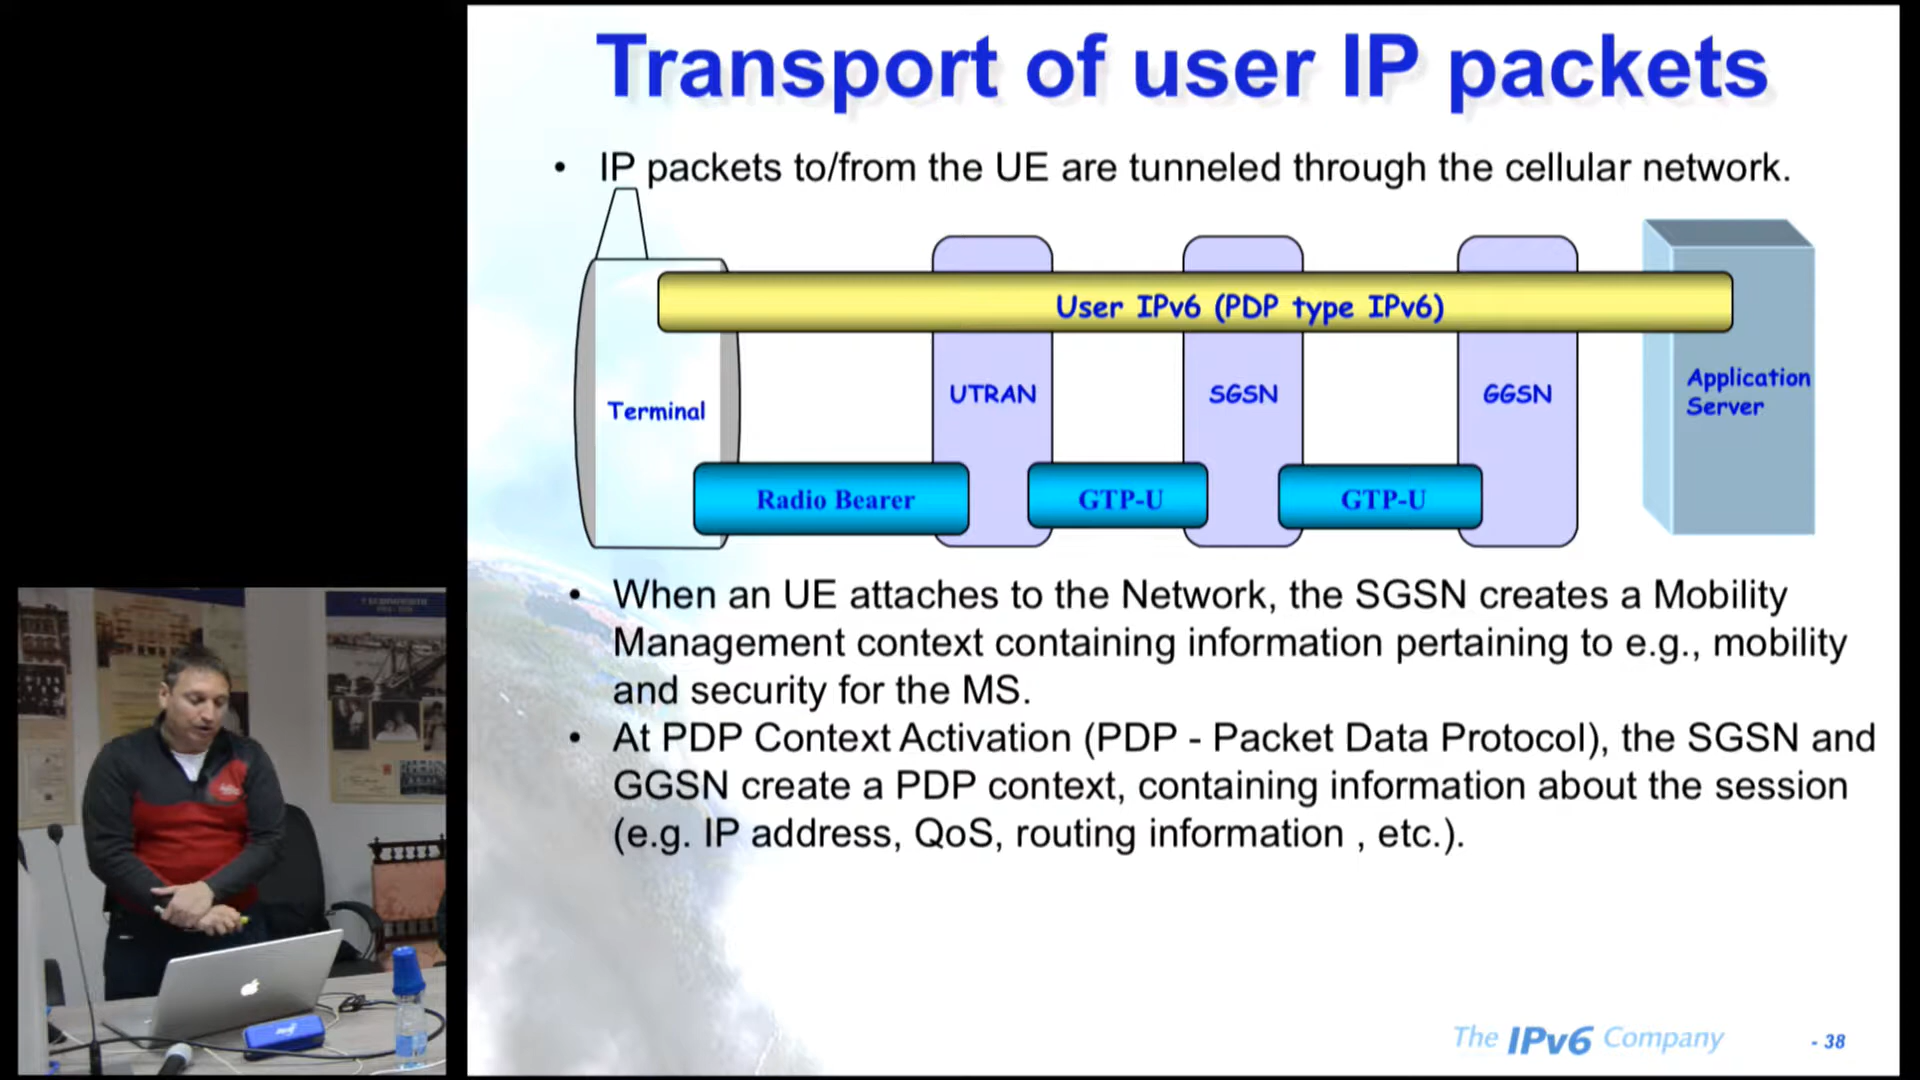 Transport of user IP packets
• IP packets to/from the UE are tunneled through the cellular network.
User IPv6 (PDP type IPv6)
Terminal
UTRAN
SGSN
GGSN
Application
Server
Radio Bearer
GTP-U
GTP-U
• When an UE attaches to the Network, the SGSN creates a Mobility
Management context containing information pertaining to e.g., mobility
and security for the MS.
• At PDP Context Activation (PDP - Packet Data Protocol), the SGSN and
GGSN create a PDP context, containing information about the session
(e.g. IP address, QoS, routing information , etc.).
The IPv6 Company
- 38